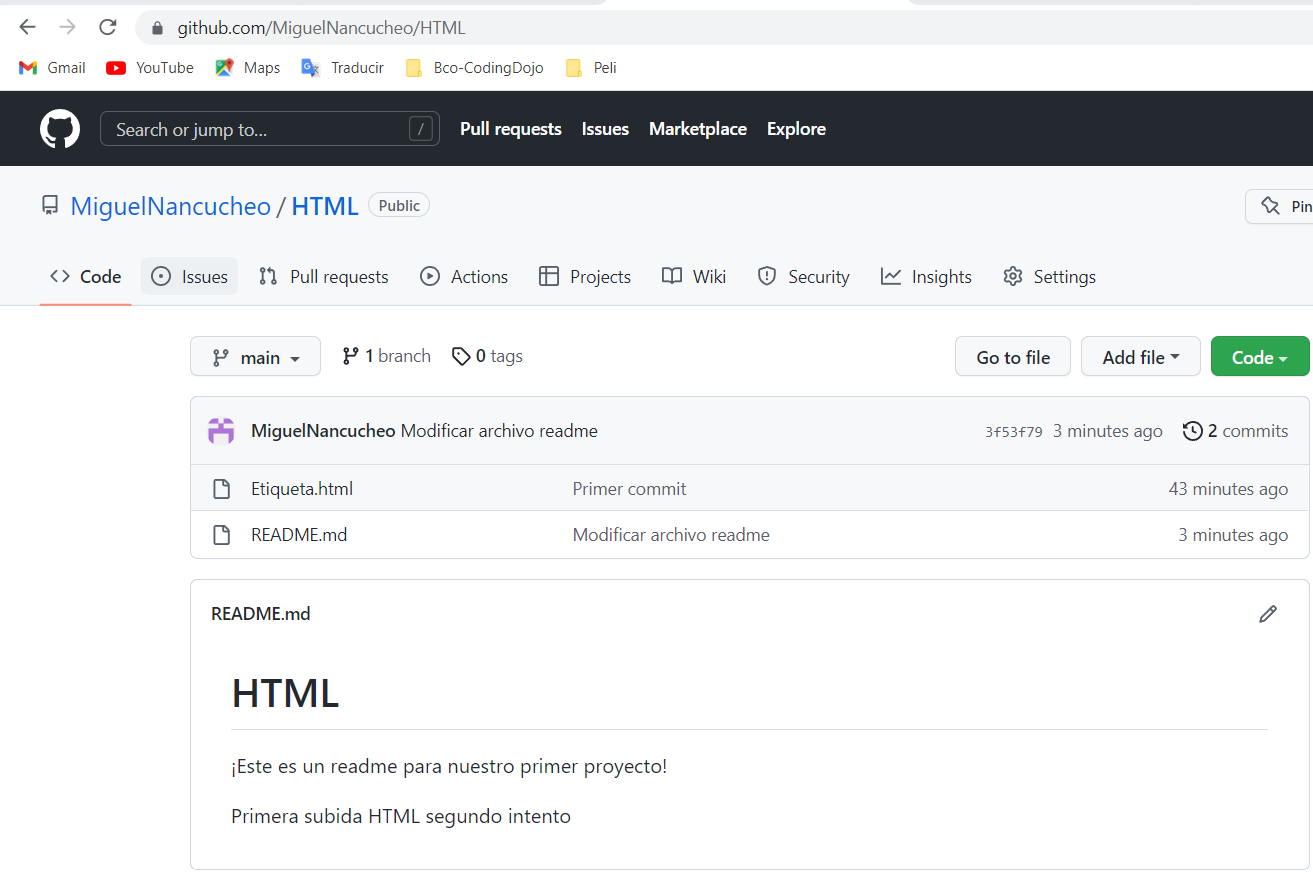 github.com/MiguelNancucheo/HTML
Gmail YouTube Maps Traducir Bco-CodingDojo Peli
Search or jump to... / Pull requests Issues Marketplace Explore
MiguelNancucheo / HTML Public Pin
Code Issues Pull requests Actions Projects Wiki Security Insights Settings
main 1 branch 0 tags Go to file Add file Code
MiguelNancucheo Modificar archivo readme 3f53f79 3 minutes ago 2 commits
Etiqueta.html Primer commit 43 minutes ago
README.md Modificar archivo readme 3 minutes ago
README.md
HTML
¡Este es un readme para nuestro primer proyecto!
Primera subida HTML segundo intento